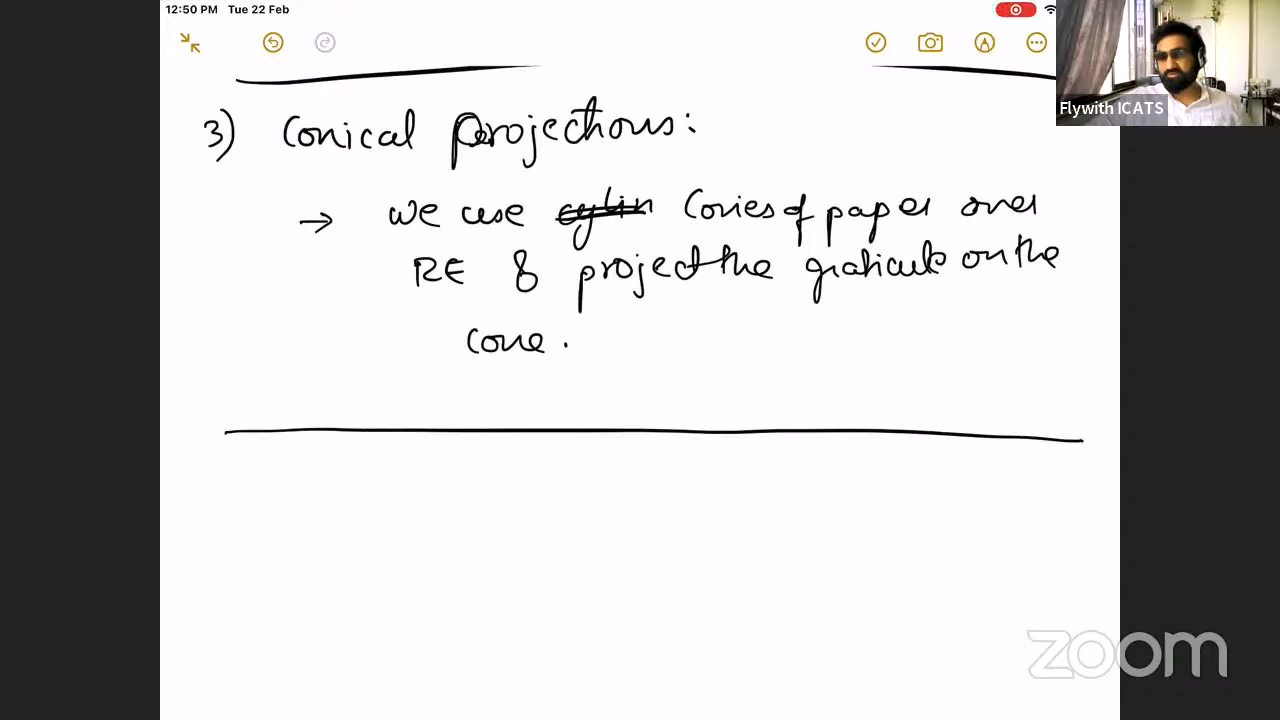 12:50 PM Tue 22 Feb
Flywith ICATS
3) Conical Projections:
→ we use cylin Cones of paper over
RE & project the graticule on the
cone.
zoom